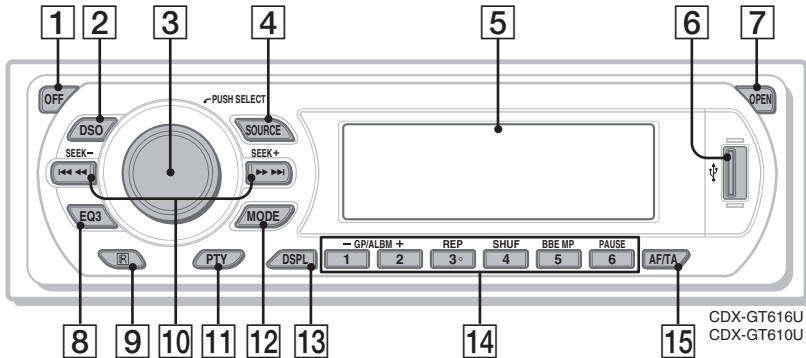 1 2 3 4 5 6 7
OFF
OPEN
PUSH SELECT
DSO
SOURCE
SEEK–
SEEK+
EQ3
MODE
R
PTY
DSPL
– GP/ALBM +
REP
SHUF
BBE MP
PAUSE
1 2 3 4 5 6
AF/TA
CDX-GT616U
CDX-GT610U
8 9 10 11 12 13 14 15